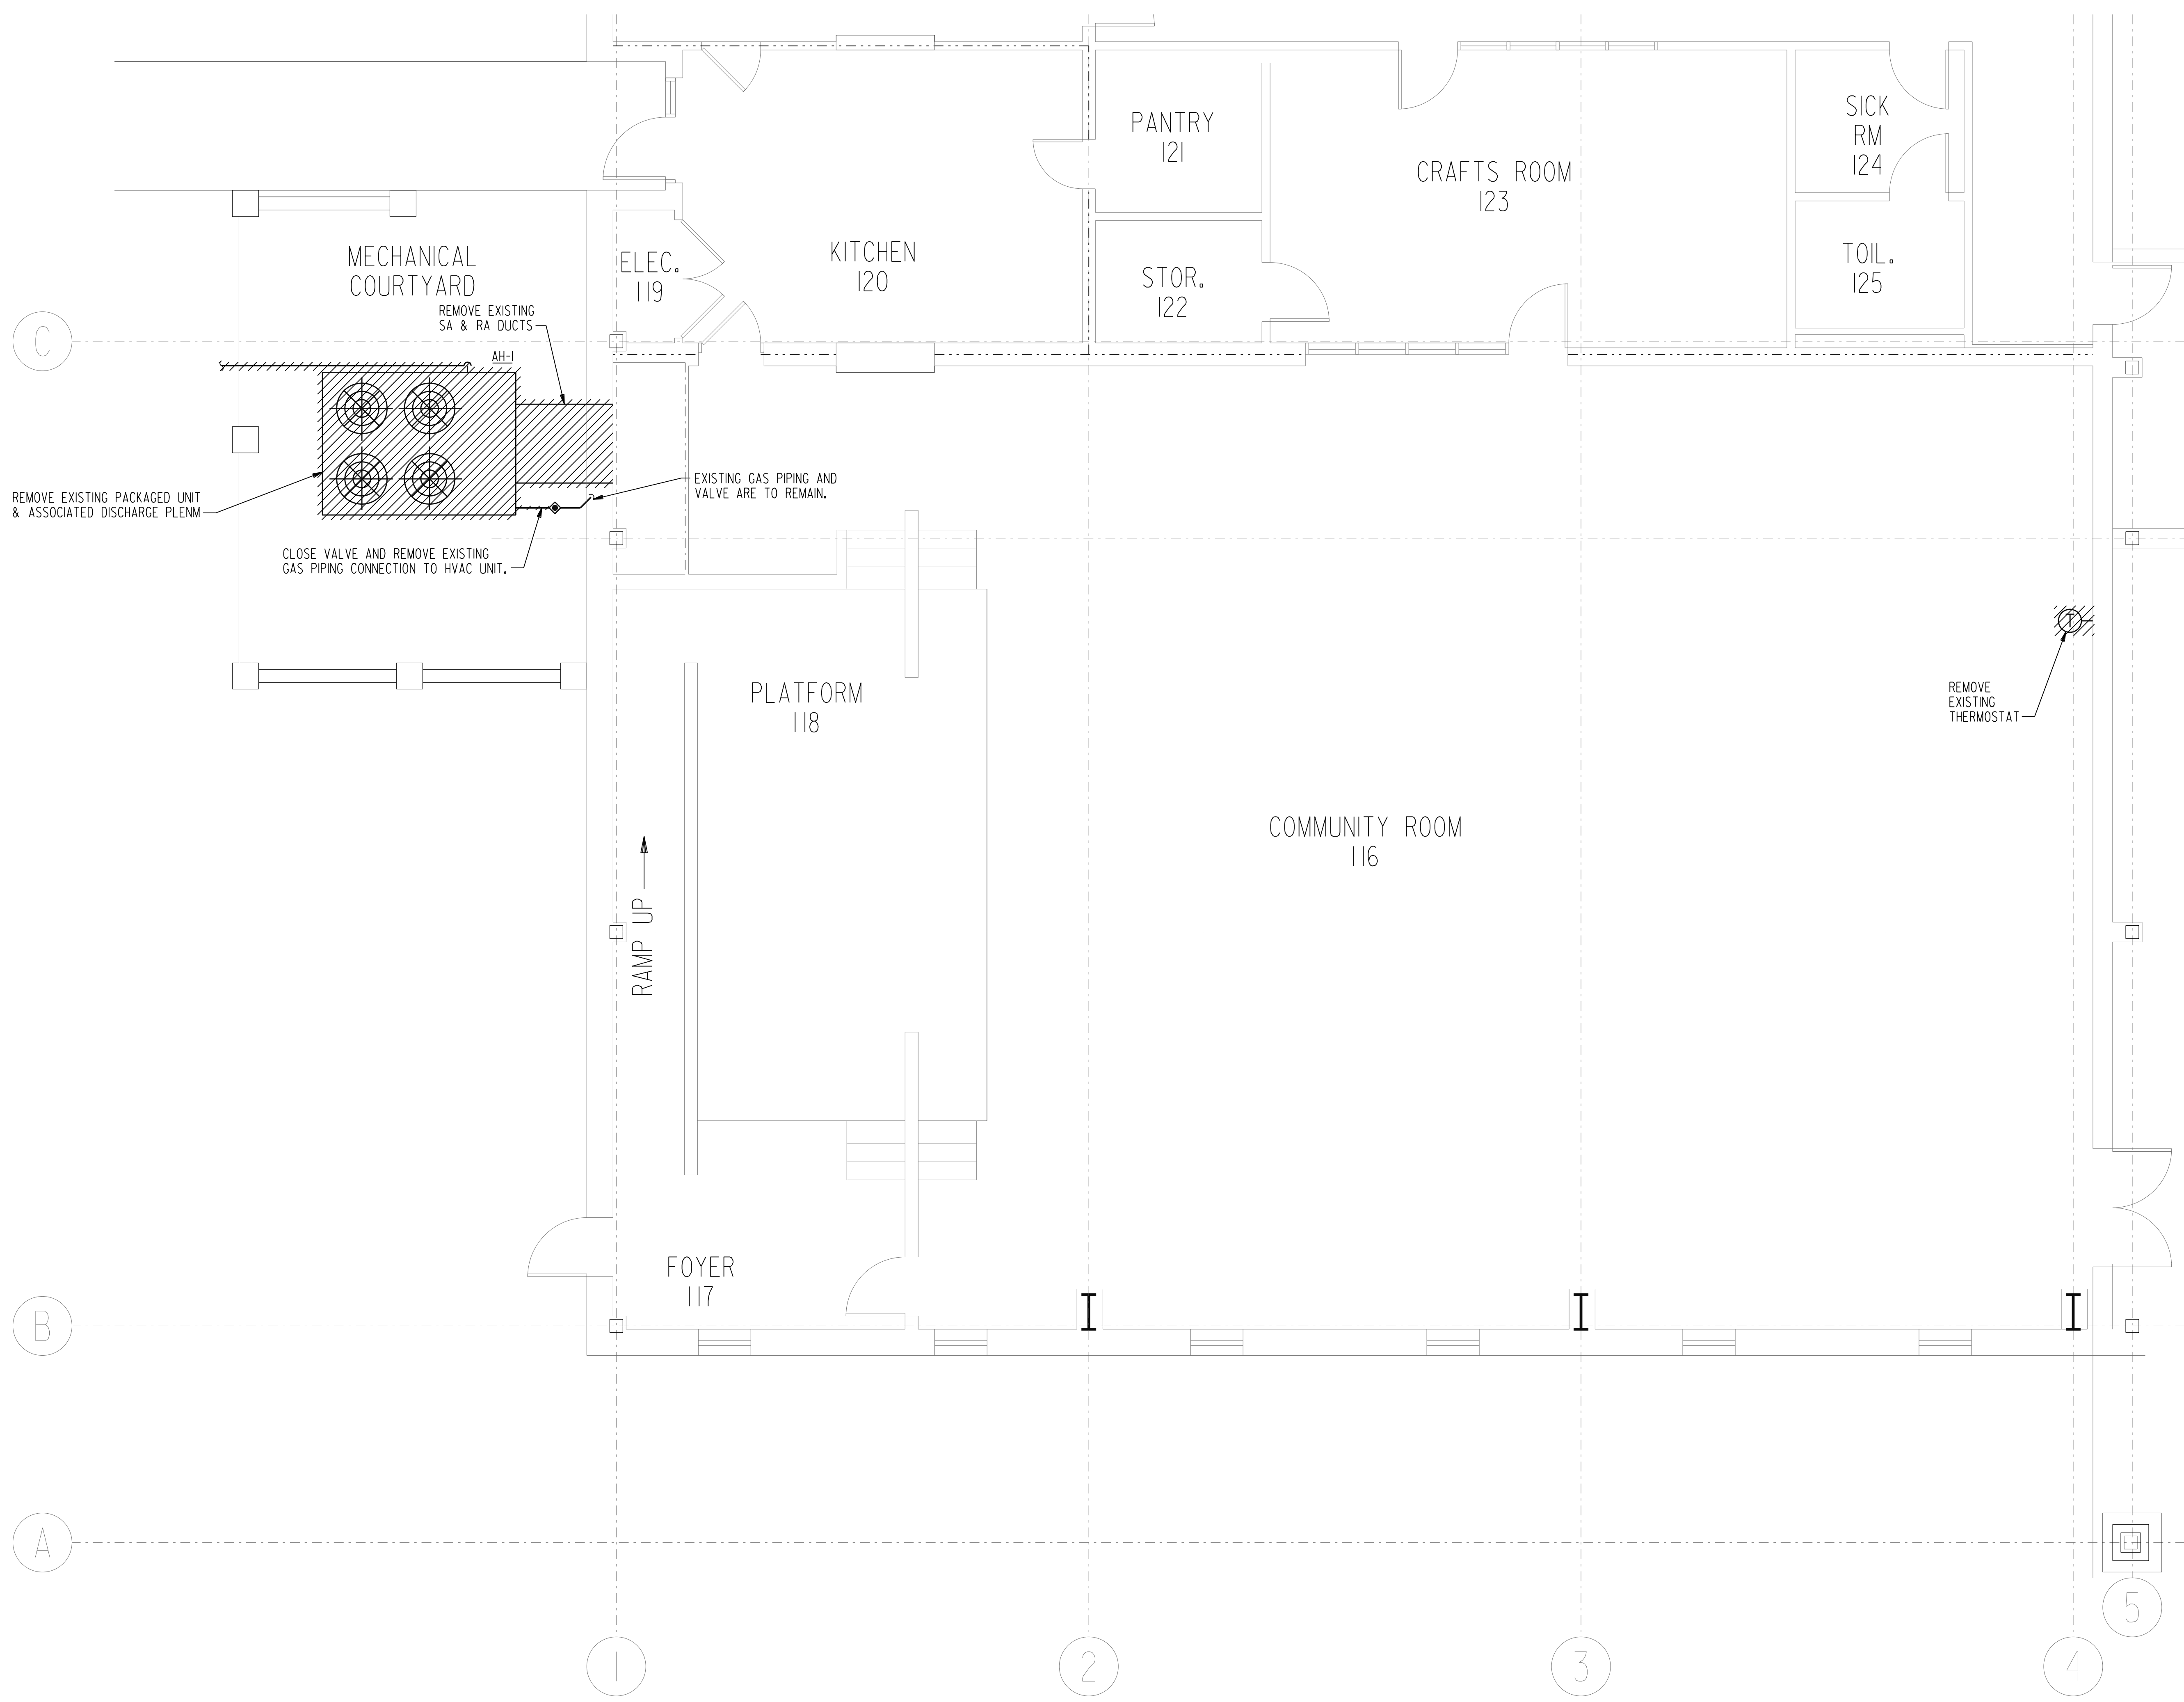 PANTRY
121
SICK
RM
124
CRAFTS ROOM
123
MECHANICAL
COURTYARD
ELEC.
119
KITCHEN
120
STOR.
122
TOIL.
125
REMOVE EXISTING
SA & RA DUCTS
C
AH-1
REMOVE EXISTING PACKAGED UNIT
& ASSOCIATED DISCHARGE PLENM
EXISTING GAS PIPING AND
VALVE ARE TO REMAIN.
CLOSE VALVE AND REMOVE EXISTING
GAS PIPING CONNECTION TO HVAC UNIT.
T
REMOVE
EXISTING
THERMOSTAT
PLATFORM
118
COMMUNITY ROOM
116
RAMP UP
FOYER
117
B
A
5
1
2
3
4